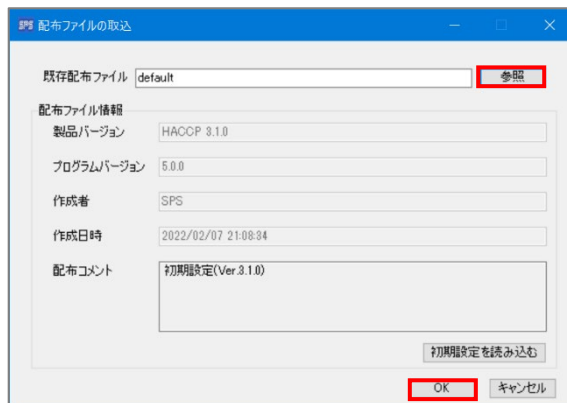 SPS 配布ファイルの取込
既存配布ファイル default 参照
配布ファイル情報
製品バージョン HACCP 3.1.0
プログラムバージョン 5.0.0
作成者 SPS
作成日時 2022/02/07 21:08:34
配布コメント 初期設定(Ver.3.1.0)
初期設定を読み込む
OK キャンセル